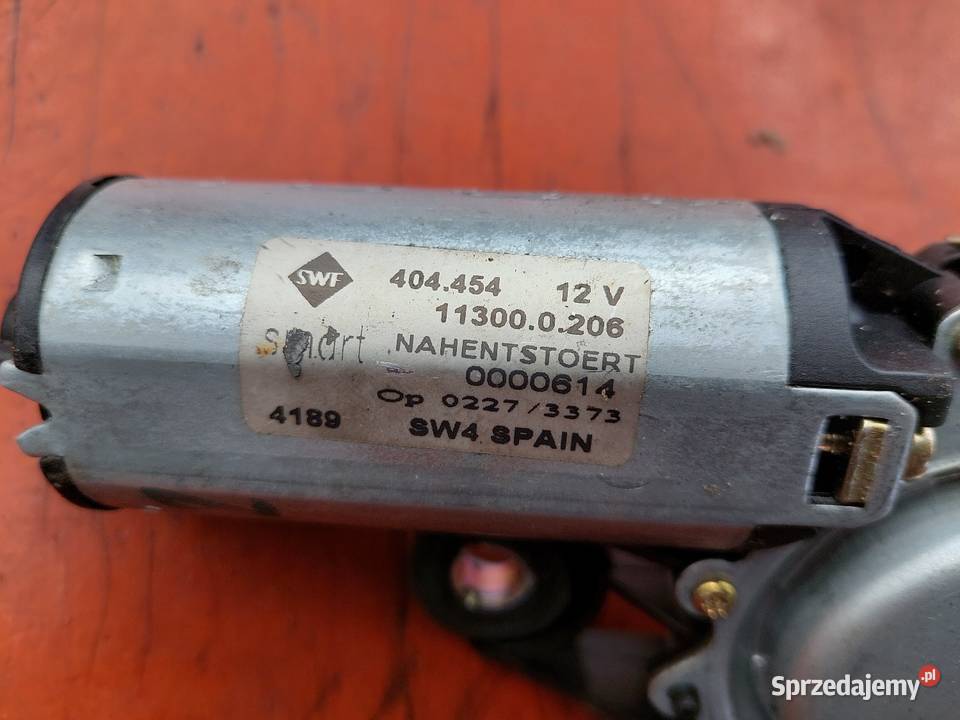 SWF 404.454 12 V
11300.0.206
smart NAHENTSTOERT
0000614
Op 0227/3373
4189 SW4 SPAIN
Sprzedajemy.pl